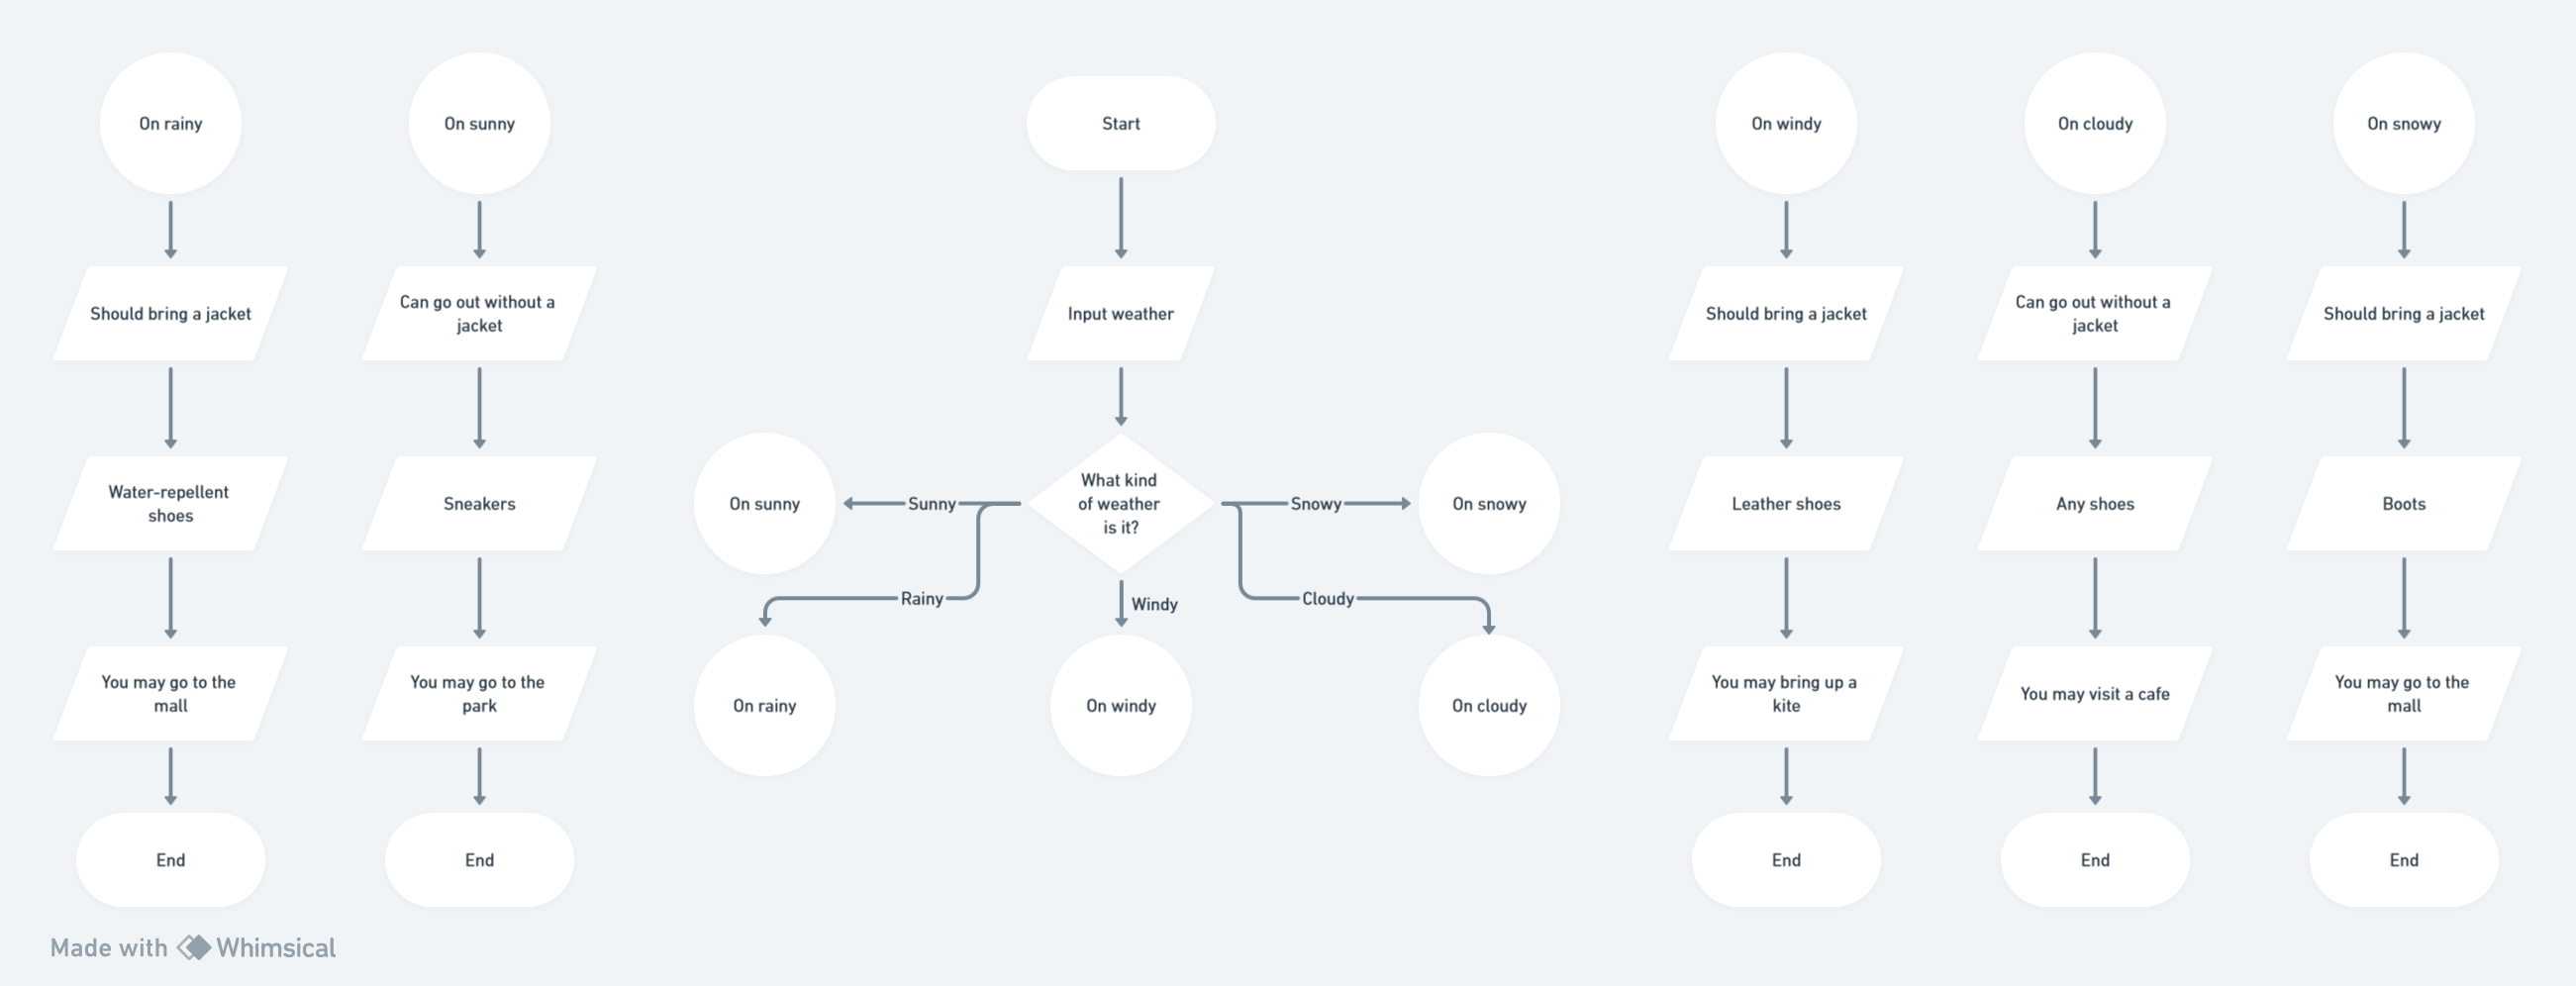 On rainy
Should bring a jacket
Water-repellent
shoes
You may go to the
mall
End
On sunny
Can go out without a
jacket
Sneakers
You may go to the
park
End
Start
Input weather
What kind
of weather
is it?
Sunny
On sunny
Rainy
On rainy
Windy
On windy
Snowy
On snowy
Cloudy
On cloudy
On windy
Should bring a jacket
Leather shoes
You may bring up a
kite
End
On cloudy
Can go out without a
jacket
Any shoes
You may visit a cafe
End
On snowy
Should bring a jacket
Boots
You may go to the
mall
End
Made with Whimsical